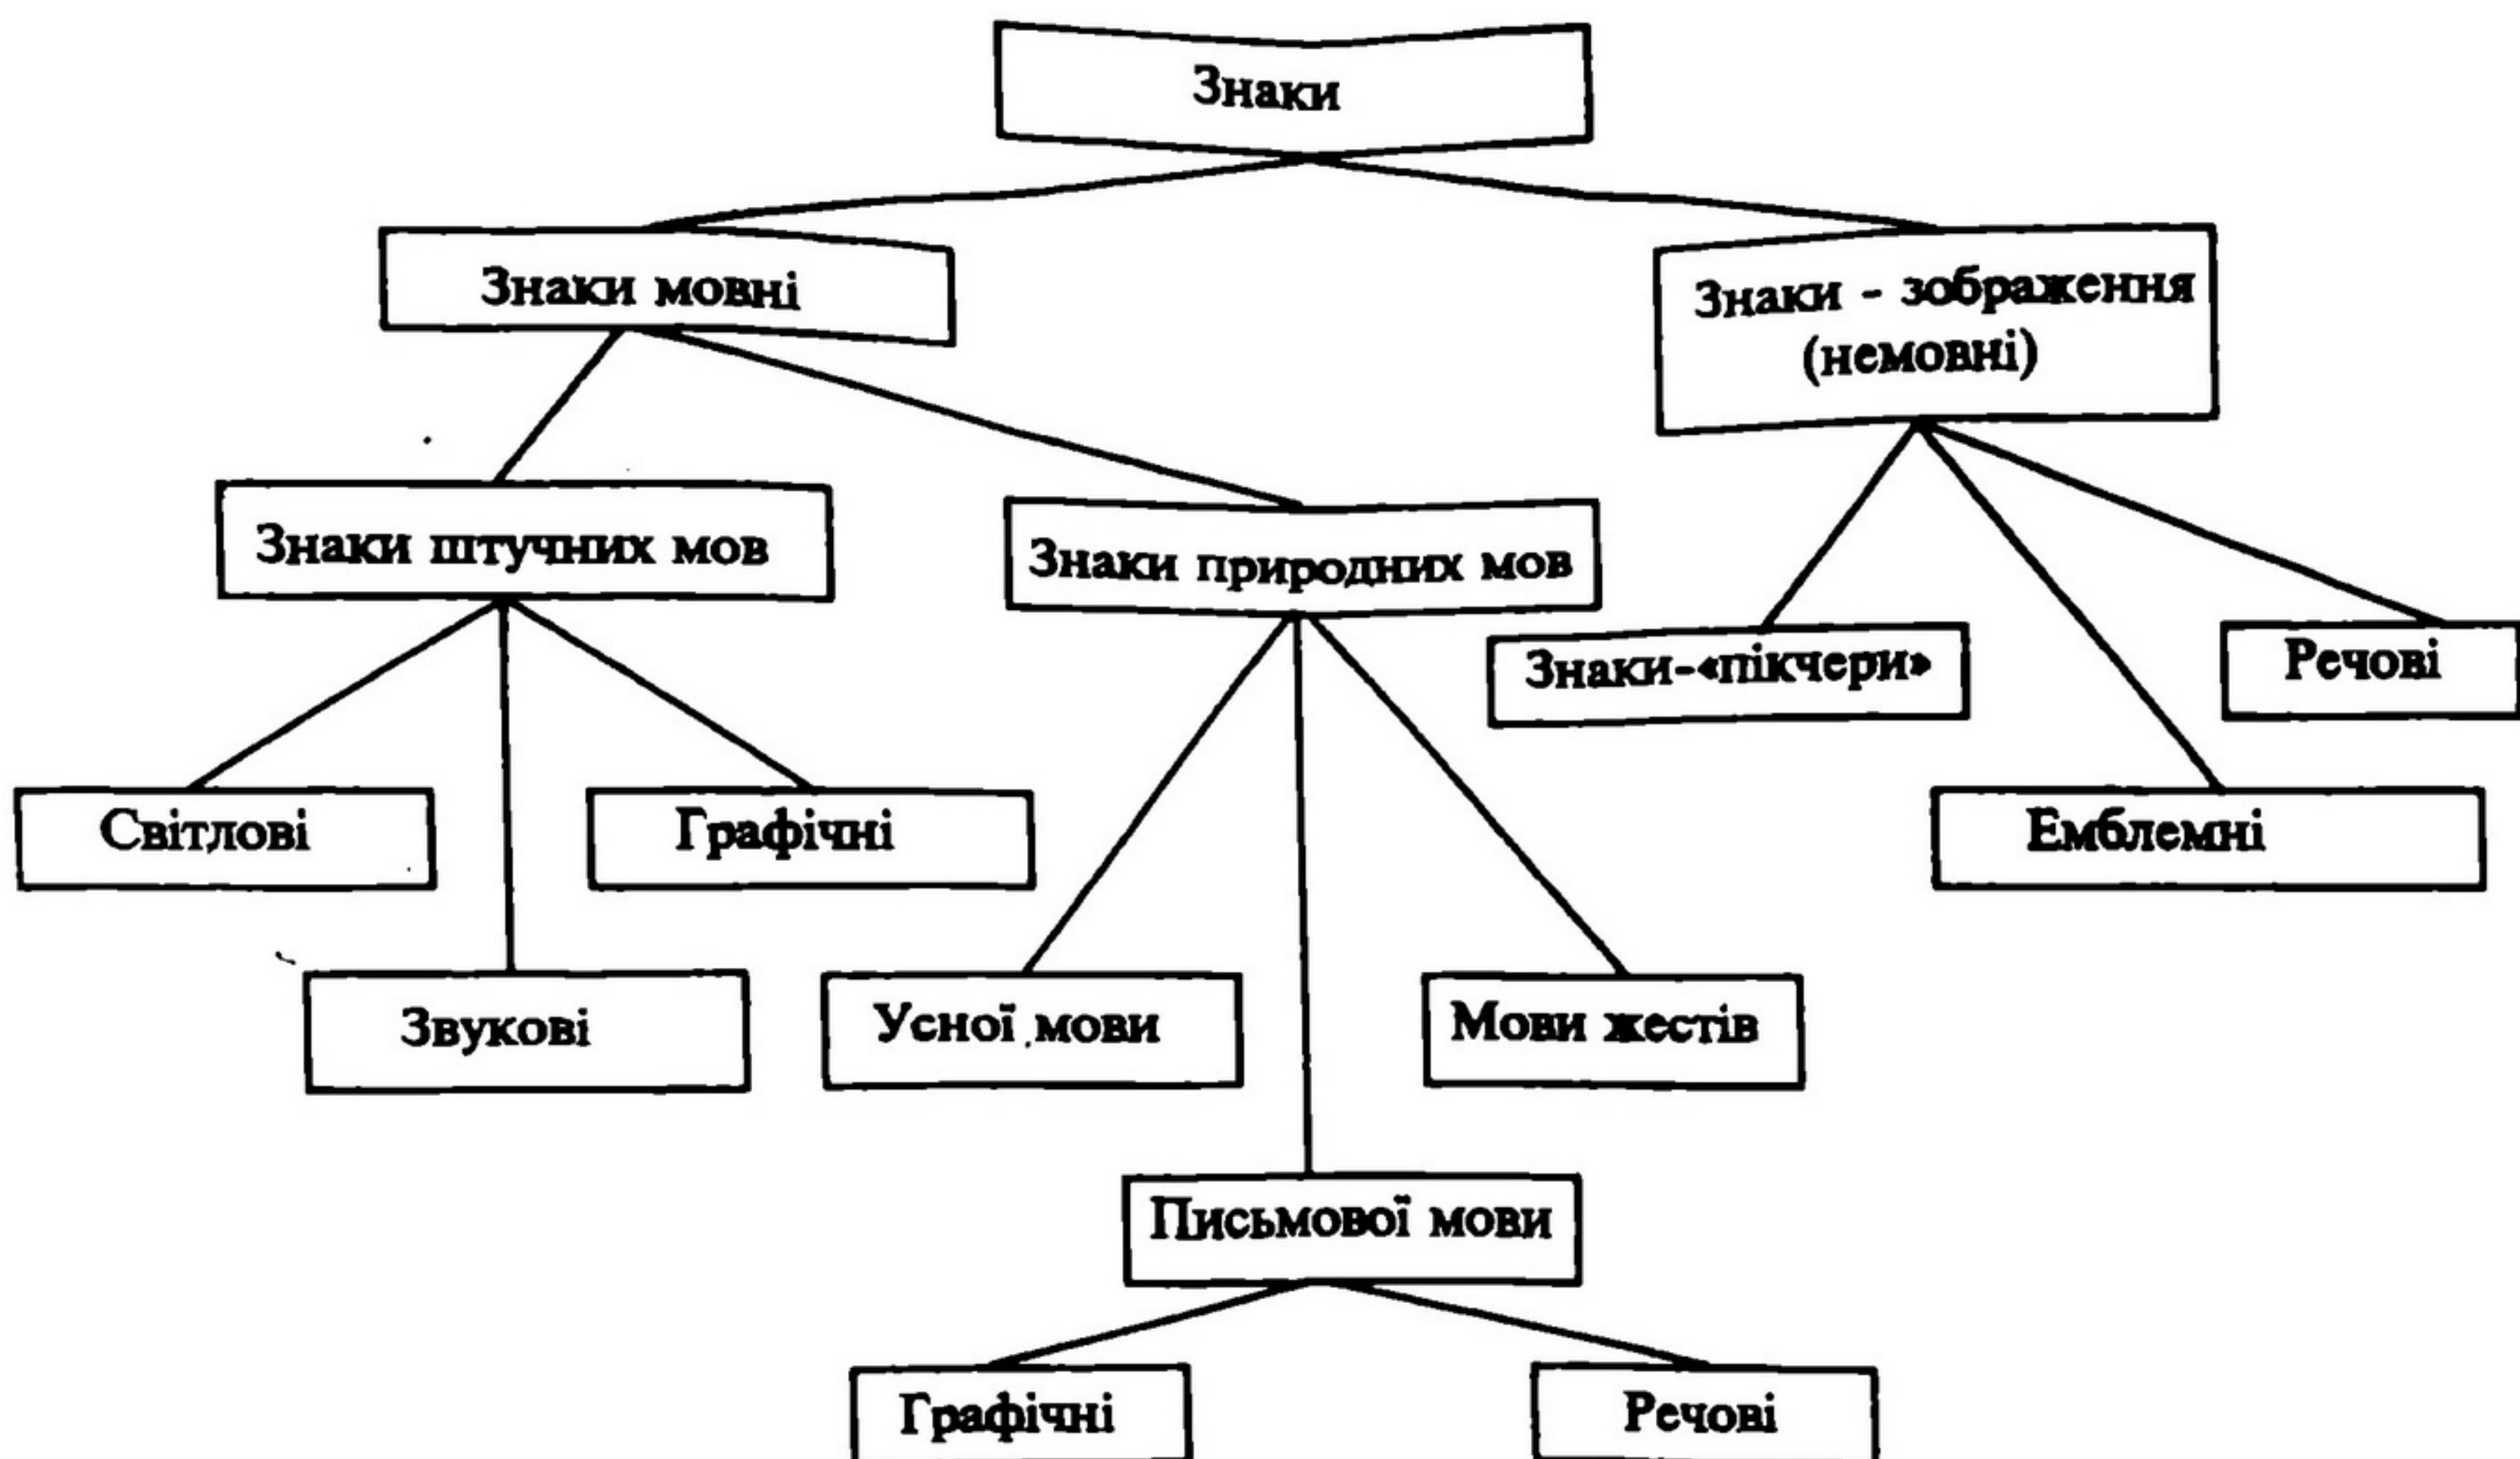 Знаки
Знаки мовні
Знаки - зображення
(немовні)
Знаки штучних мов
Знаки природних мов
Знаки-«пікчери»
Речові
Світлові
Графічні
Емблемні
Звукові
Усної мови
Мови жестів
Письмової мови
Графічні
Речові